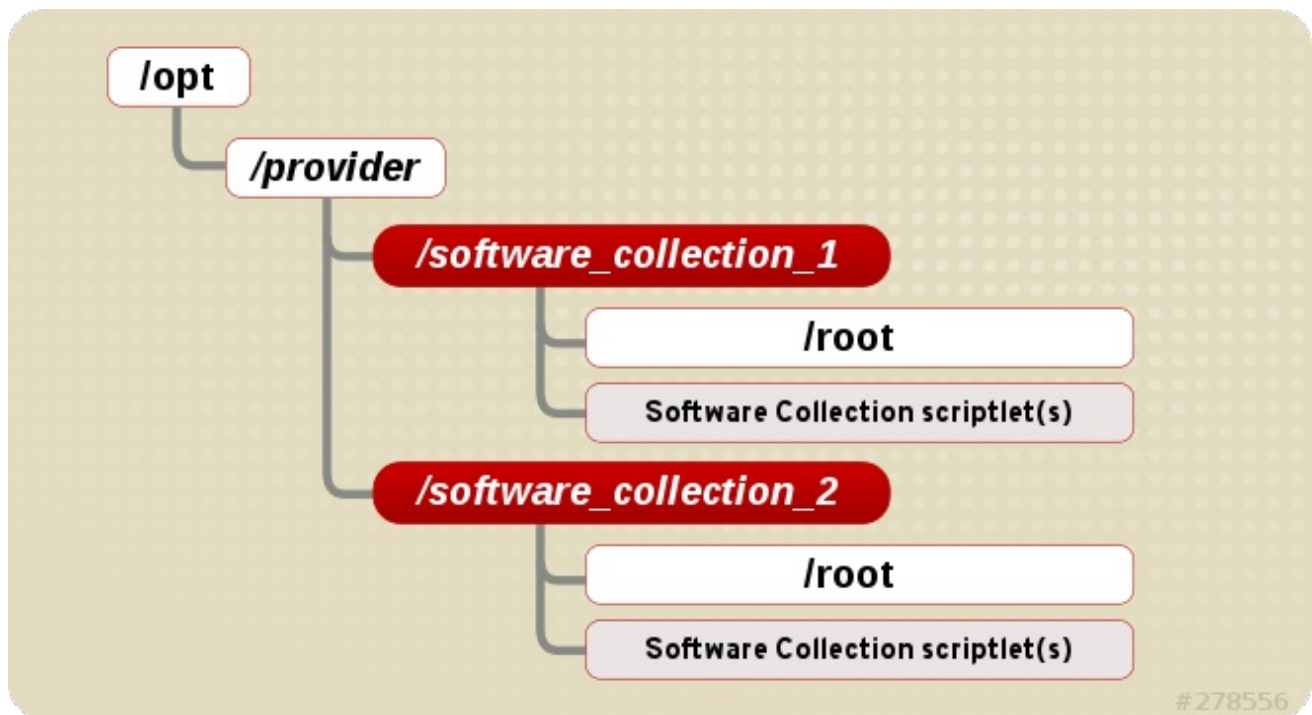 /opt
/provider
/software_collection_1
/root
Software Collection scriptlet(s)
/software_collection_2
/root
Software Collection scriptlet(s)
#278556